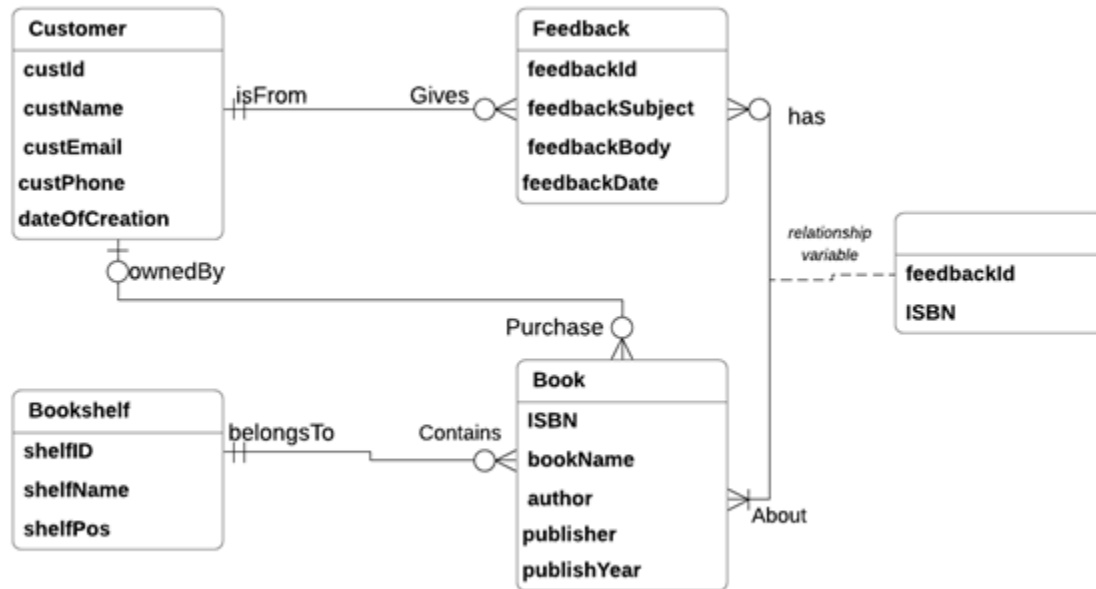 Customer
custId
custName
custEmail
custPhone
dateOfCreation
isFrom
Gives
Feedback
feedbackId
feedbackSubject
feedbackBody
feedbackDate
has
relationship
variable
feedbackId
ISBN
ownedBy
Purchase
Bookshelf
shelfID
shelfName
shelfPos
belongsTo
Contains
Book
ISBN
bookName
author
publisher
publishYear
About